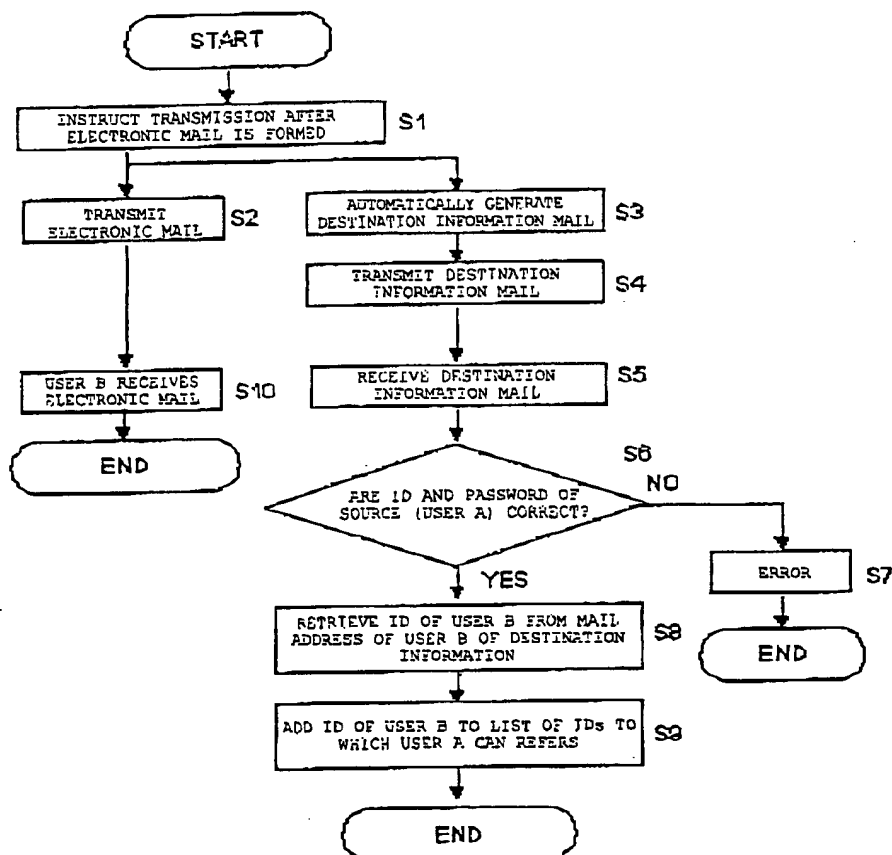 START
INSTRUCT TRANSMISSION AFTER
ELECTRONIC MAIL IS FORMED
S1
TRANSMIT
ELECTRONIC MAIL
S2
AUTOMATICALLY GENERATE
DESTINATION INFORMATION MAIL
S3
TRANSMIT DESTINATION
INFORMATION MAIL
S4
USER B RECEIVES
ELECTRONIC MAIL
S10
RECEIVE DESTINATION
INFORMATION MAIL
S5
END
S6
ARE ID AND PASSWORD OF
SOURCE (USER A) CORRECT?
NO
YES
ERROR
S7
END
RETRIEVE ID OF USER B FROM MAIL
ADDRESS OF USER B OF DESTINATION
INFORMATION
S8
ADD ID OF USER B TO LIST OF IDs TO
WHICH USER A CAN REFERS
S9
END